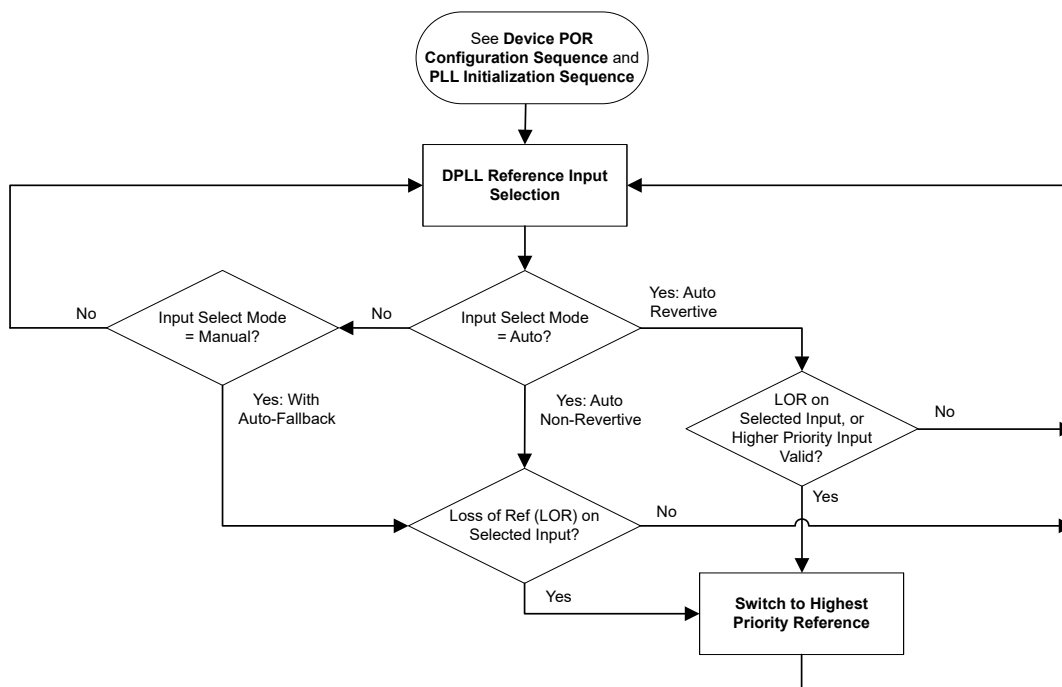 See Device POR
Configuration Sequence and
PLL Initialization Sequence
DPLL Reference Input
Selection
No
Input Select Mode
= Manual?
No
Input Select Mode
= Auto?
Yes: Auto
Revertive
Yes: With
Auto-Fallback
Yes: Auto
Non-Revertive
LOR on
Selected Input, or
Higher Priority Input
Valid?
No
Yes
Loss of Ref (LOR) on
Selected Input?
No
Yes
Switch to Highest
Priority Reference